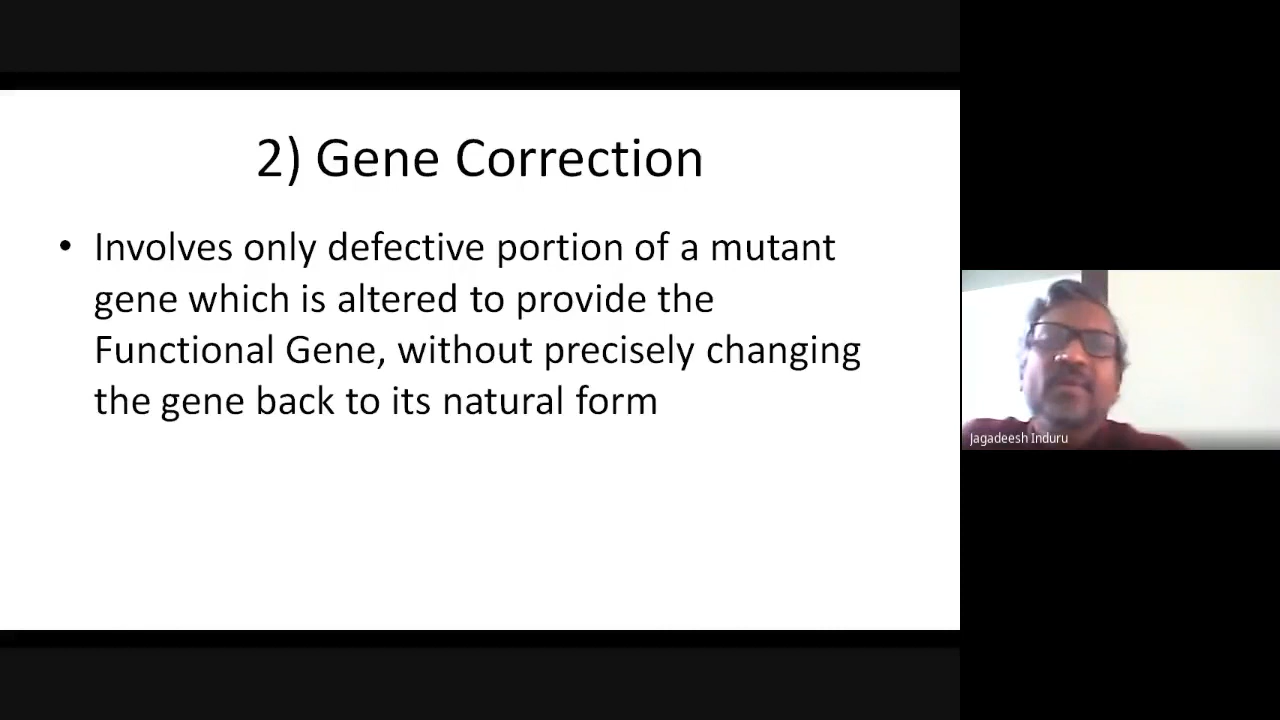 2) Gene Correction
• Involves only defective portion of a mutant
gene which is altered to provide the
Functional Gene, without precisely changing
the gene back to its natural form
Jagadeesh Induru